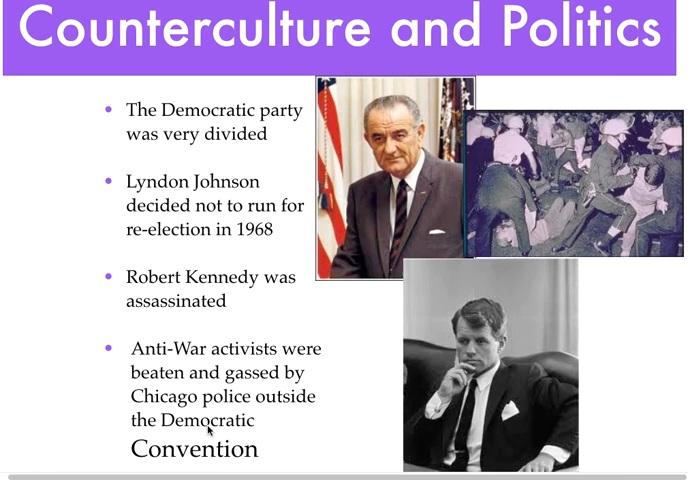 Counterculture and Politics
The Democratic party
was very divided
Lyndon Johnson
decided not to run for
re-election in 1968
Robert Kennedy was
assassinated
Anti-War activists were
beaten and gassed by
Chicago police outside
the Democratic
Convention